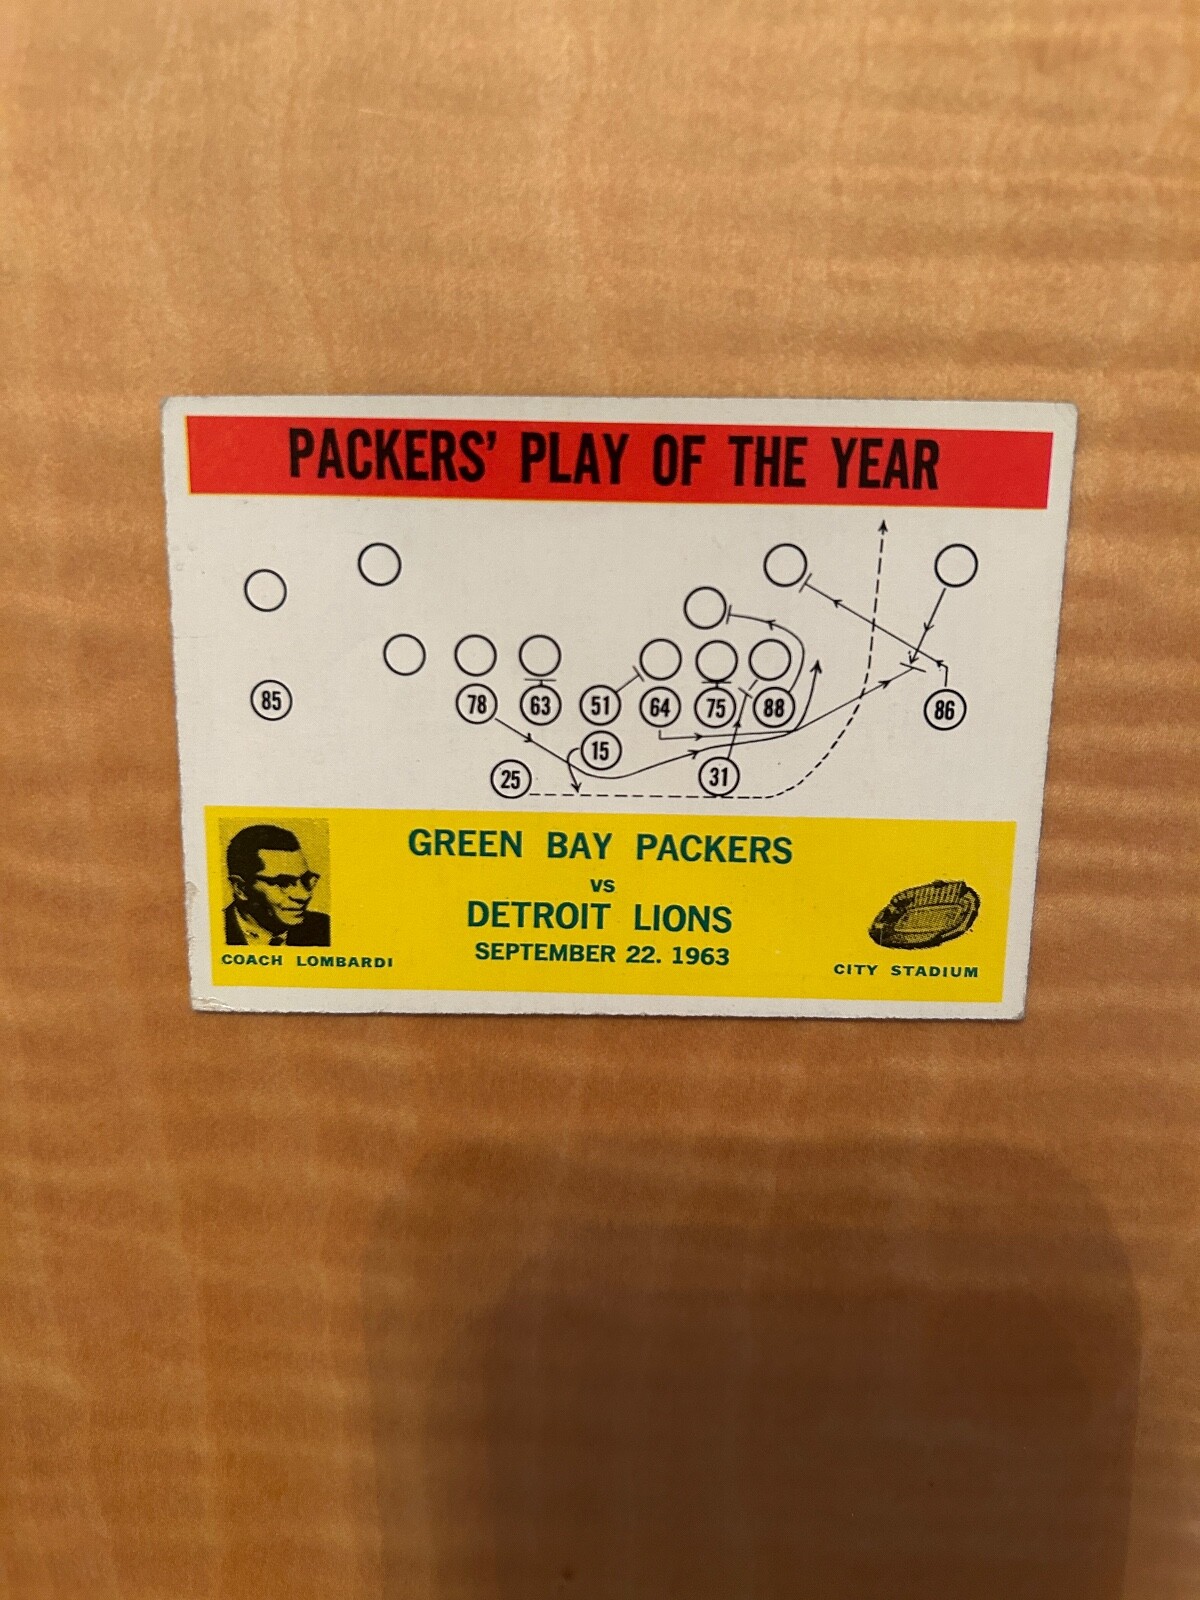 PACKERS' PLAY OF THE YEAR
85
78
63
51
64
75
88
86
15
25
31
GREEN BAY PACKERS
VS
DETROIT LIONS
SEPTEMBER 22. 1963
COACH LOMBARDI
CITY STADIUM